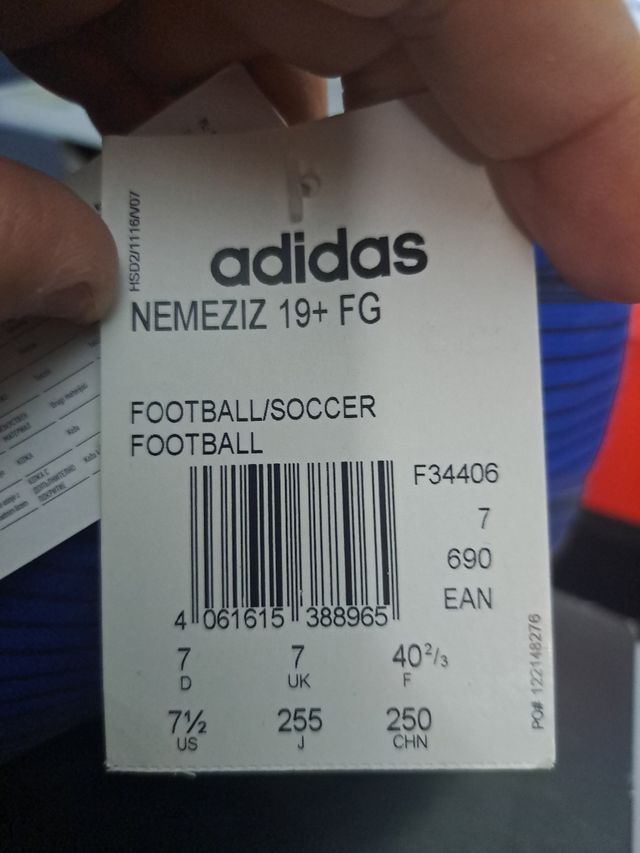 HSD2/1116/V07
adidas
NEMEZIZ 19+ FG
FOOTBALL/SOCCER
FOOTBALL
F34406
7
690
EAN
4 061615 388965
7 7 40²/₃
D UK F
7½ 255 250
US J CHN
PO# 122148276